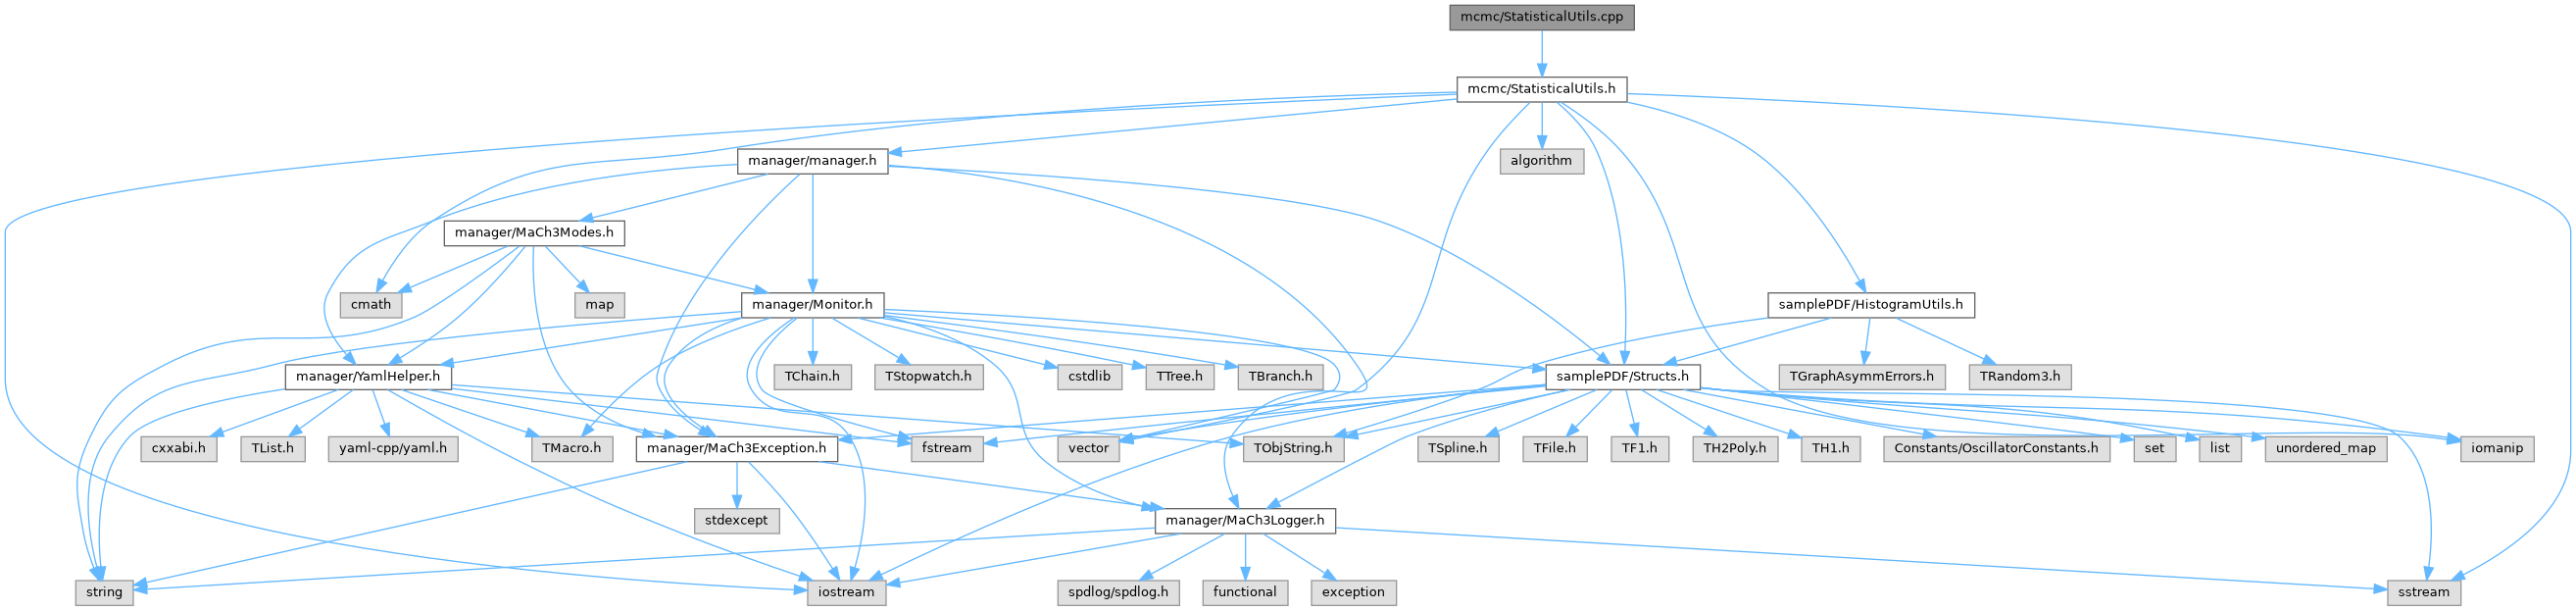 mcmc/StatisticalUtils.cpp
mcmc/StatisticalUtils.h
manager/manager.h
algorithm
manager/MaCh3Modes.h
cmath
map
manager/Monitor.h
samplePDF/HistogramUtils.h
manager/YamlHelper.h
TChain.h
TStopwatch.h
cstdlib
TTree.h
TBranch.h
samplePDF/Structs.h
TGraphAsymmErrors.h
TRandom3.h
cxxabi.h
TList.h
yaml-cpp/yaml.h
TMacro.h
manager/MaCh3Exception.h
fstream
vector
TObjString.h
TSpline.h
TFile.h
TF1.h
TH2Poly.h
TH1.h
Constants/OscillatorConstants.h
set
list
unordered_map
iomanip
stdexcept
manager/MaCh3Logger.h
string
iostream
spdlog/spdlog.h
functional
exception
sstream